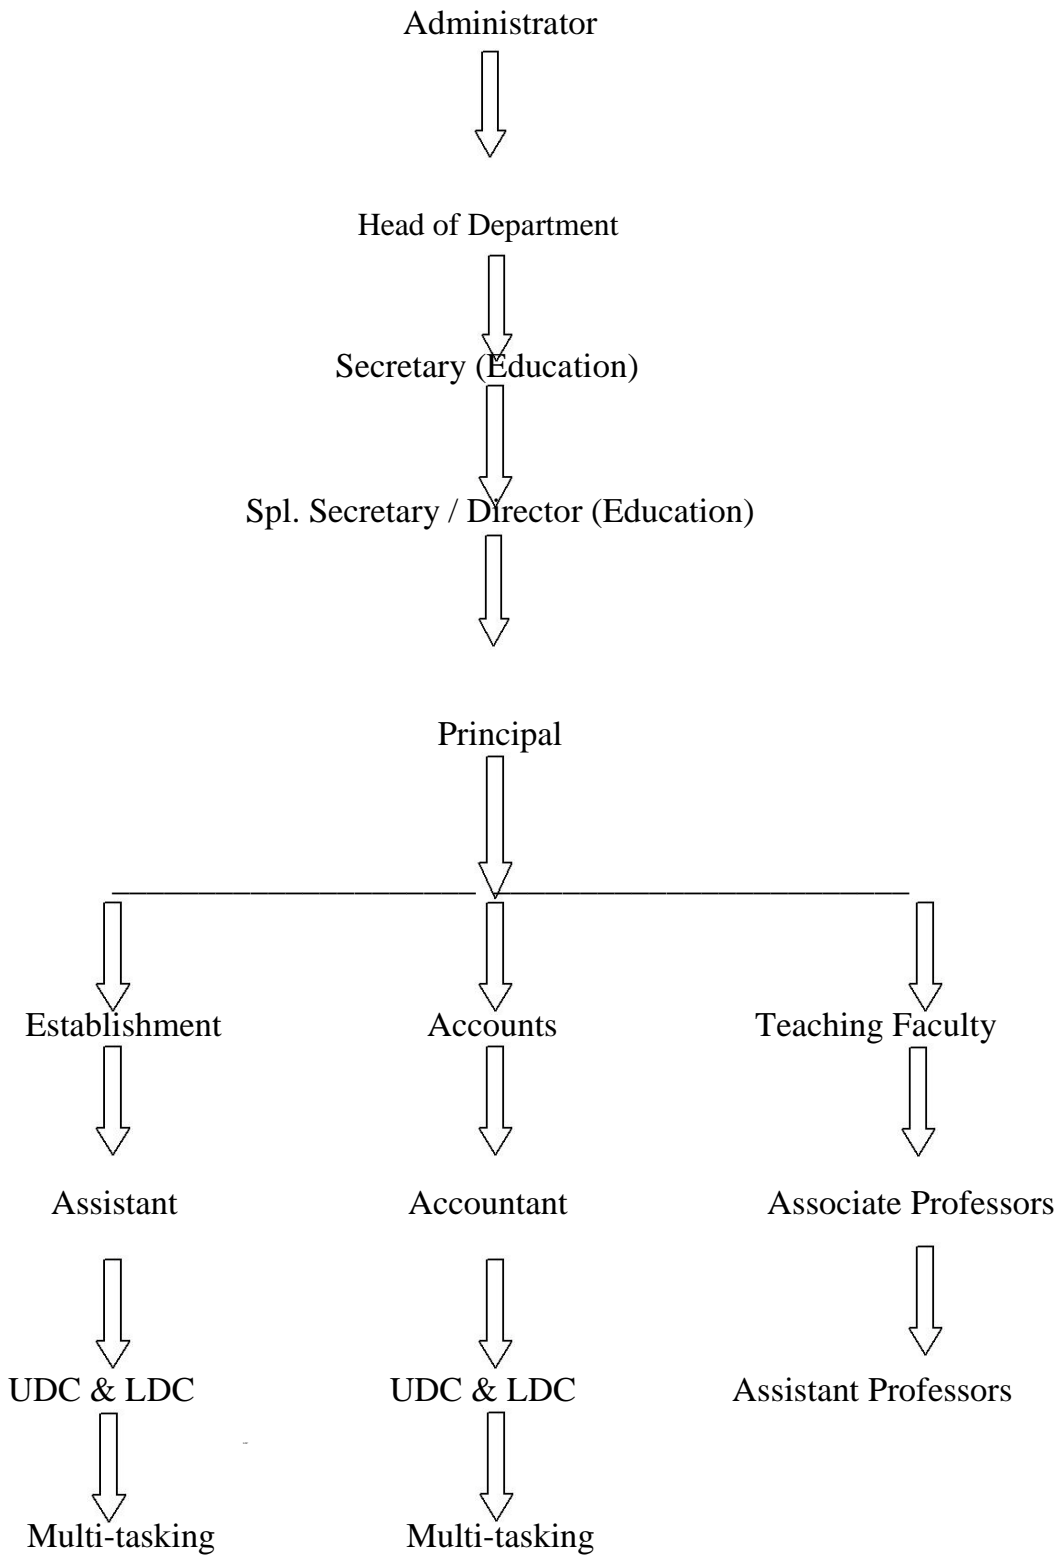 Administrator
Head of Department
Secretary (Education)
Spl. Secretary / Director (Education)
Principal
Establishment Accounts Teaching Faculty
Assistant Accountant Associate Professors
UDC & LDC UDC & LDC Assistant Professors
Multi-tasking Multi-tasking